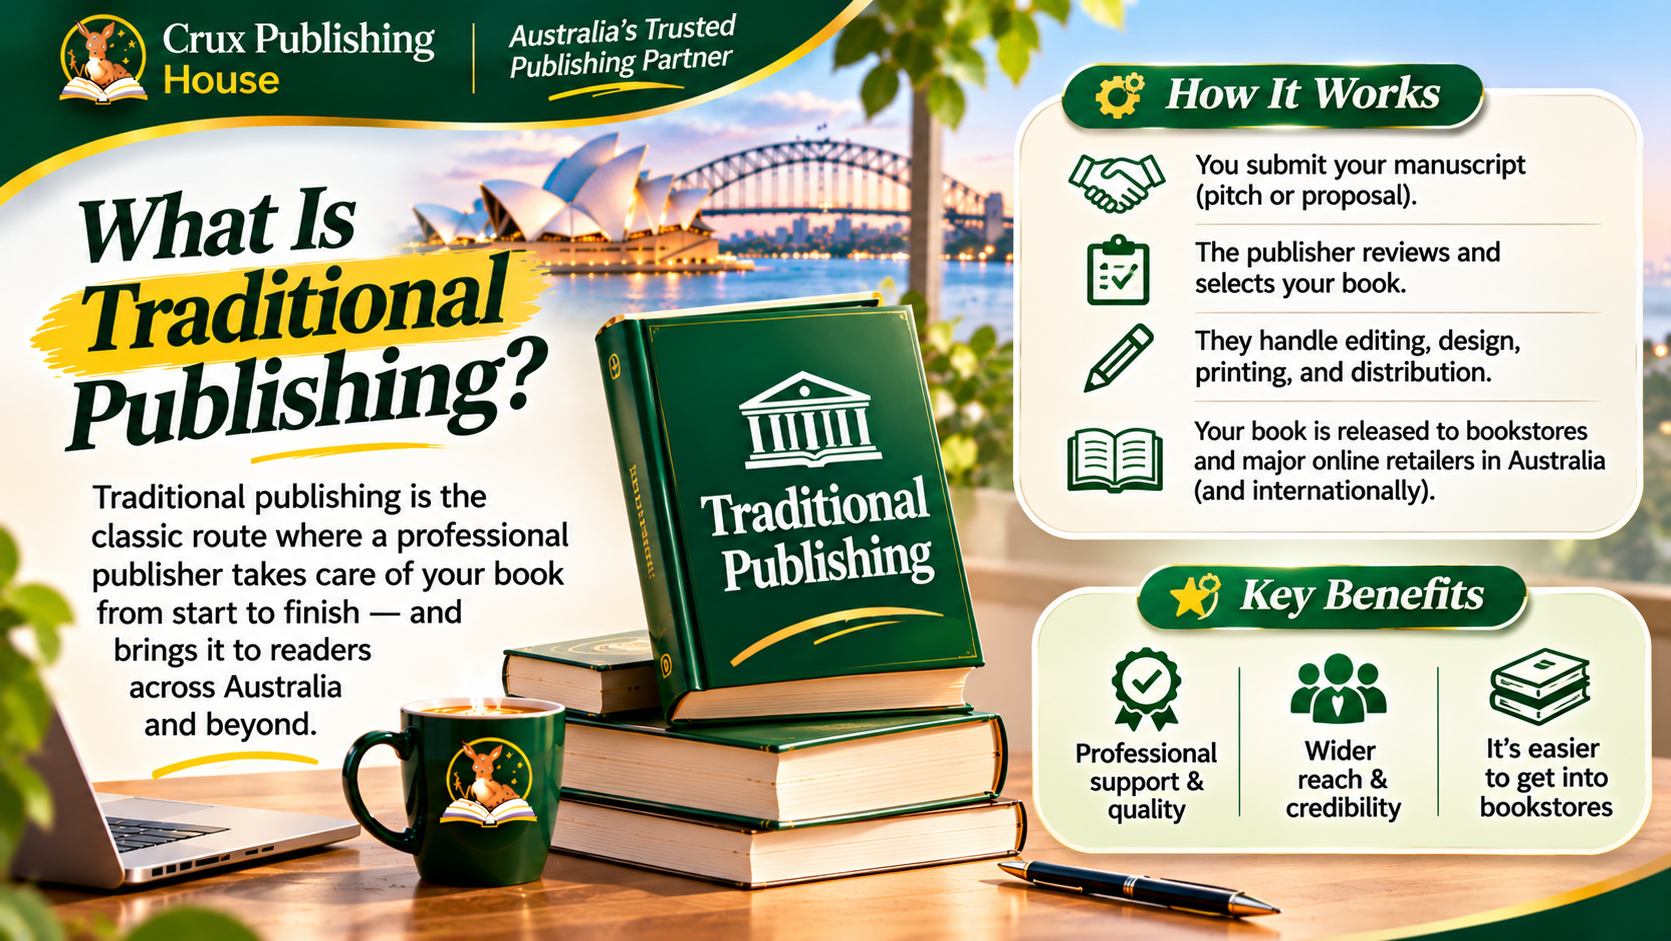 Crux Publishing
House
Australia's Trusted
Publishing Partner
What Is
Traditional
Publishing?
Traditional publishing is the
classic route where a professional
publisher takes care of your book
from start to finish — and
brings it to readers
across Australia
and beyond.
Traditional
Publishing
How It Works
You submit your manuscript
(pitch or proposal).
The publisher reviews and
selects your book.
They handle editing, design,
printing, and distribution.
Your book is released to bookstores
and major online retailers in Australia
(and internationally).
Key Benefits
Professional
support &
quality
Wider
reach &
credibility
It's easier
to get into
bookstores